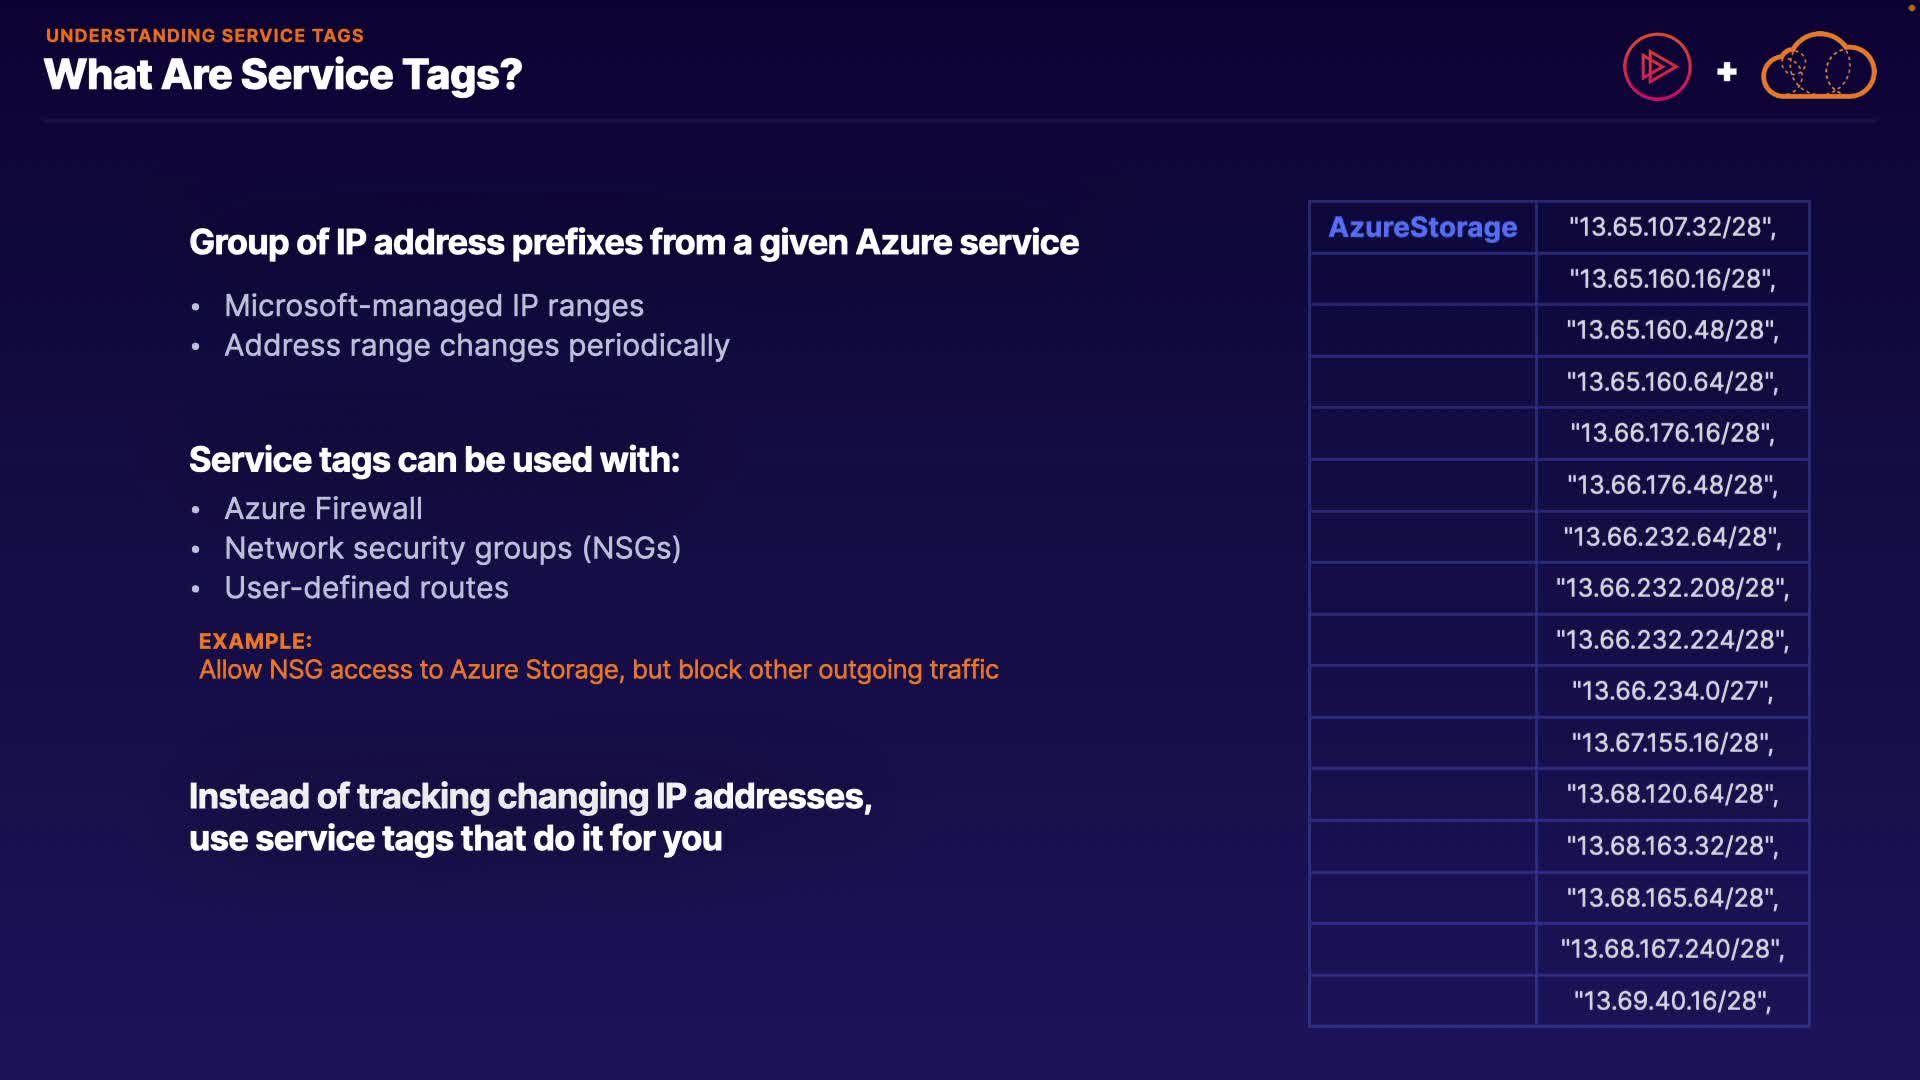 UNDERSTANDING SERVICE TAGS
What Are Service Tags?
+
Group of IP address prefixes from a given Azure service
• Microsoft-managed IP ranges
• Address range changes periodically
Service tags can be used with:
• Azure Firewall
• Network security groups (NSGs)
• User-defined routes
EXAMPLE:
Allow NSG access to Azure Storage, but block other outgoing traffic
Instead of tracking changing IP addresses,
use service tags that do it for you
AzureStorage "13.65.107.32/28",
"13.65.160.16/28",
"13.65.160.48/28",
"13.65.160.64/28",
"13.66.176.16/28",
"13.66.176.48/28",
"13.66.232.64/28",
"13.66.232.208/28",
"13.66.232.224/28",
"13.66.234.0/27",
"13.67.155.16/28",
"13.68.120.64/28",
"13.68.163.32/28",
"13.68.165.64/28",
"13.68.167.240/28",
"13.69.40.16/28",